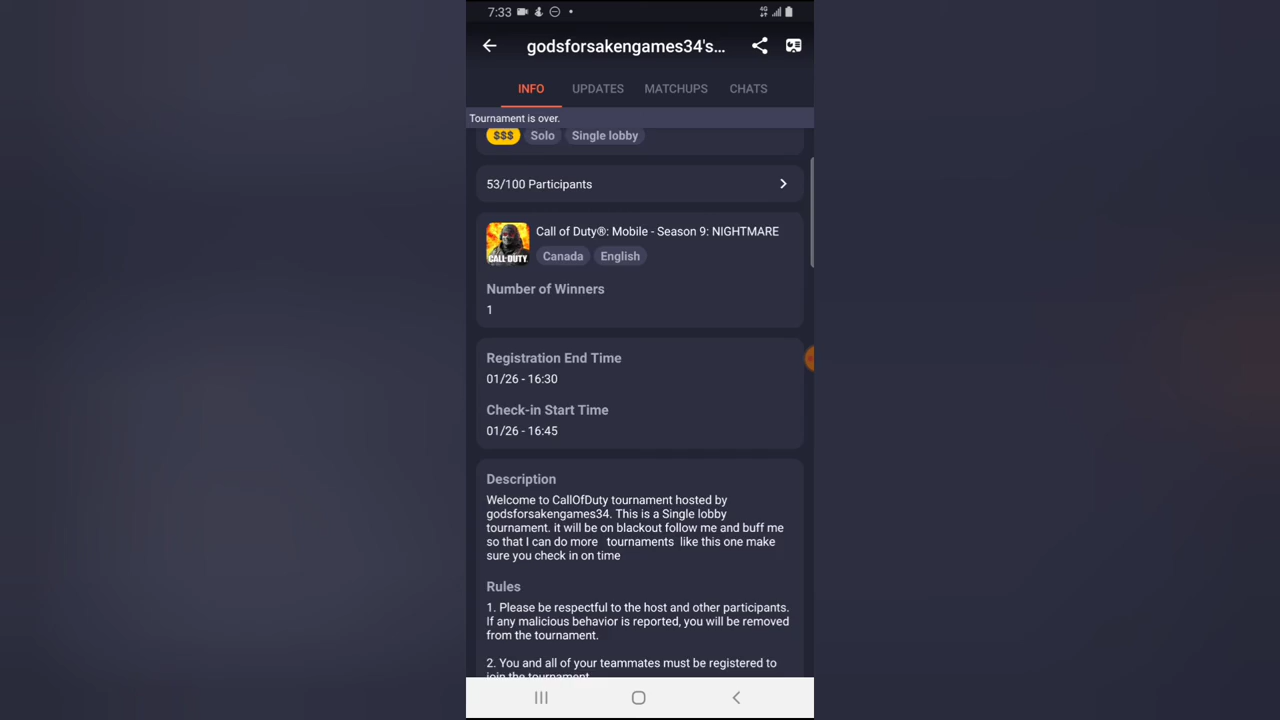 7:33
4G
godsforsakengames34's...
INFO UPDATES MATCHUPS CHATS
Tournament is over.
$$$ Solo Single lobby
53/100 Participants
Call of Duty®: Mobile - Season 9: NIGHTMARE
CALL·DUTY
Canada English
Number of Winners
1
Registration End Time
01/26 - 16:30
Check-in Start Time
01/26 - 16:45
Description
Welcome to CallOfDuty tournament hosted by
godsforsakengames34. This is a Single lobby
tournament. it will be on blackout follow me and buff me
so that I can do more tournaments like this one make
sure you check in on time
Rules
1. Please be respectful to the host and other participants.
If any malicious behavior is reported, you will be removed
from the tournament.
2. You and all of your teammates must be registered to
join the tournament.